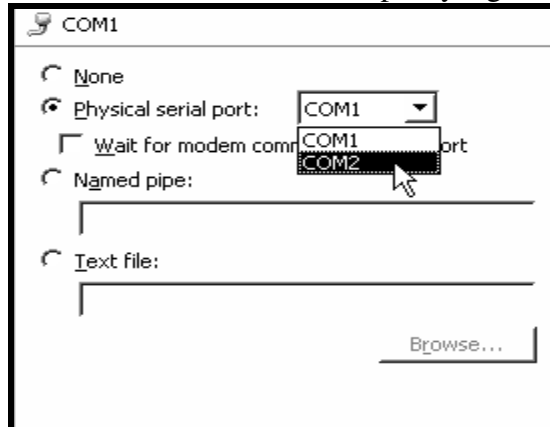 COM1
None
Physical serial port: COM1
Wait for modem comm ort
COM1
COM2
Named pipe:
Text file:
Browse...